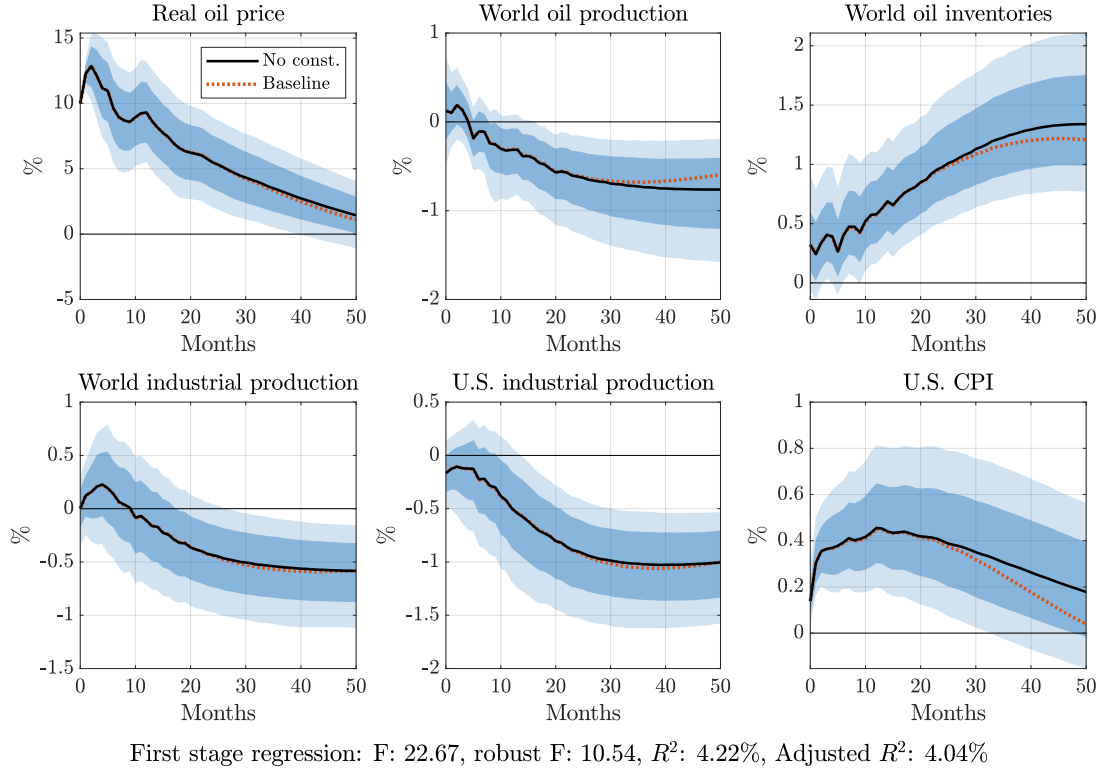 Real oil price
15
10
5
0
-5
%
0 10 20 30 40 50
Months
No const.
Baseline
World oil production
1
0
-1
-2
%
0 10 20 30 40 50
Months
World oil inventories
2
1.5
1
0.5
0
%
0 10 20 30 40 50
Months
World industrial production
1
0.5
0
-0.5
-1
-1.5
%
0 10 20 30 40 50
Months
U.S. industrial production
0.5
0
-0.5
-1
-1.5
-2
%
0 10 20 30 40 50
Months
U.S. CPI
1
0.8
0.6
0.4
0.2
0
%
0 10 20 30 40 50
Months
First stage regression: F: 22.67, robust F: 10.54, R²: 4.22%, Adjusted R²: 4.04%